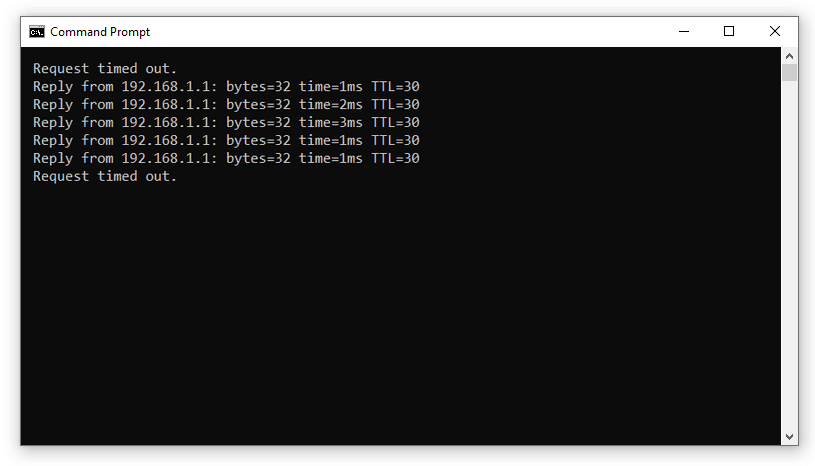 Command Prompt
Request timed out.
Reply from 192.168.1.1: bytes=32 time=1ms TTL=30
Reply from 192.168.1.1: bytes=32 time=2ms TTL=30
Reply from 192.168.1.1: bytes=32 time=3ms TTL=30
Reply from 192.168.1.1: bytes=32 time=1ms TTL=30
Reply from 192.168.1.1: bytes=32 time=1ms TTL=30
Request timed out.